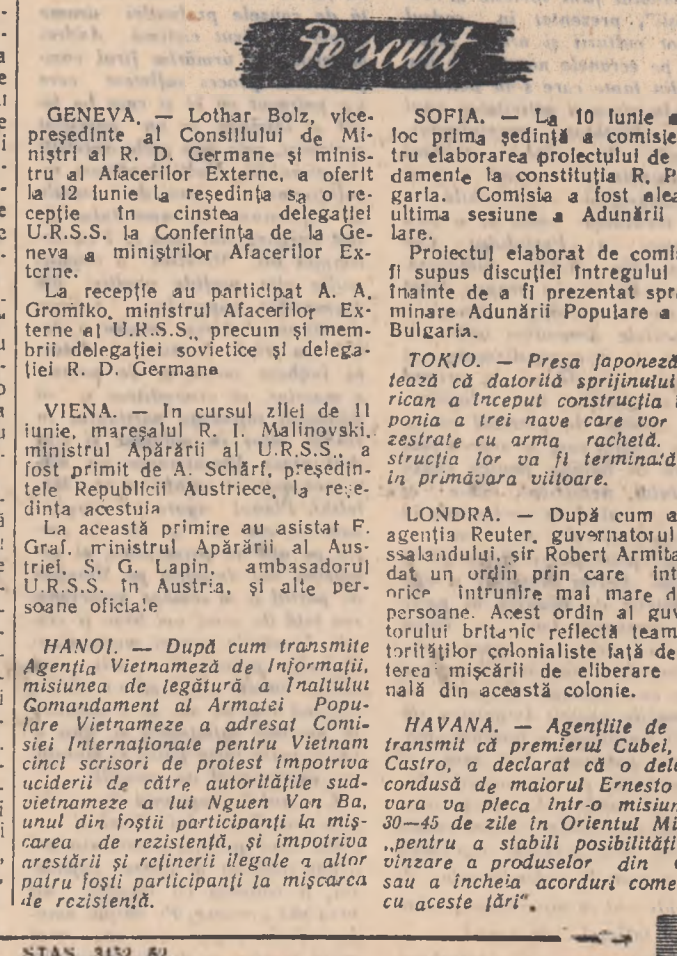 Pe scurt
GENEVA. — Lothar Bolz, vice-
președinte al Consiliului de Mi-
niștri al R. D. Germane și minis-
tru al Afacerilor Externe, a oferit
la 12 iunie la reședința sa o re-
cepție în cinstea delegației
U.R.S.S. la Conferința de la Ge-
neva a miniștrilor Afacerilor Ex-
terne.
La recepție au participat A. A.
Gromîko, ministrul Afacerilor Ex-
terne al U.R.S.S., precum și mem-
brii delegației sovietice și delega-
ției R. D. Germane
VIENA. — In cursul zilei de 11
iunie, mareșalul R. I. Malinovski,
ministrul Apărării al U.R.S.S., a
fost primit de A. Schärf, președin-
tele Republicii Austriece, la reșe-
dința acestuia
La această primire au asistat F.
Graf, ministrul Apărării al Aus-
triei, S. G. Lapin, ambasadorul
U.R.S.S. în Austria, și alte per-
soane oficiale
HANOI. — După cum transmite
Agenția Vietnameză de Informații,
misiunea de legătură a Inaltului
Comandament al Armatei Popu-
lare Vietnameze a adresat Comi-
siei Internaționale pentru Vietnam
cinci scrisori de protest împotriva
uciderii de către autoritățile sud-
vietnameze a lui Nguen Van Ba,
unul din foștii participanți la miș-
carea de rezistență, și împotriva
arestării și reținerii ilegale a altor
patru foști participanți la mișcarea
de rezistență.
SOFIA. — La 10 iunie a
loc prima ședință a comisie
tru elaborarea proiectului de
damente la constituția R. P
garia. Comisia a fost alea
ultima sesiune a Adunării
lare.
Proiectul elaborat de comis
fi supus discuției întregului
înainte de a fi prezentat spr
minare Adunării Populare a
Bulgaria.
TOKIO. — Presa japoneză
tează că datorită sprijinului
rican a început construcția
ponia a trei nave care vor
zestrate cu arma rachetă.
strucția lor va fi terminată
în primăvara viitoare.
LONDRA. — După cum a
agenția Reuter, guvernatorul
ssalandului, sir Robert Armita
dat un ordin prin care int
orice întrunire mai mare d
persoane. Acest ordin al guv
torului britanic reflectă team
torităților colonialiste față de
terea mișcării de eliberare
nală din această colonie.
HAVANA. — Agențiile de
transmit că premierul Cubei,
Castro, a declarat că o dele
condusă de maiorul Ernesto
vara va pleca într-o misiun
30—45 de zile în Orientul Mi
„pentru a stabili posibilități
vînzare a produselor din
sau a încheia acorduri come
cu aceste țări".
STAS 3452 52